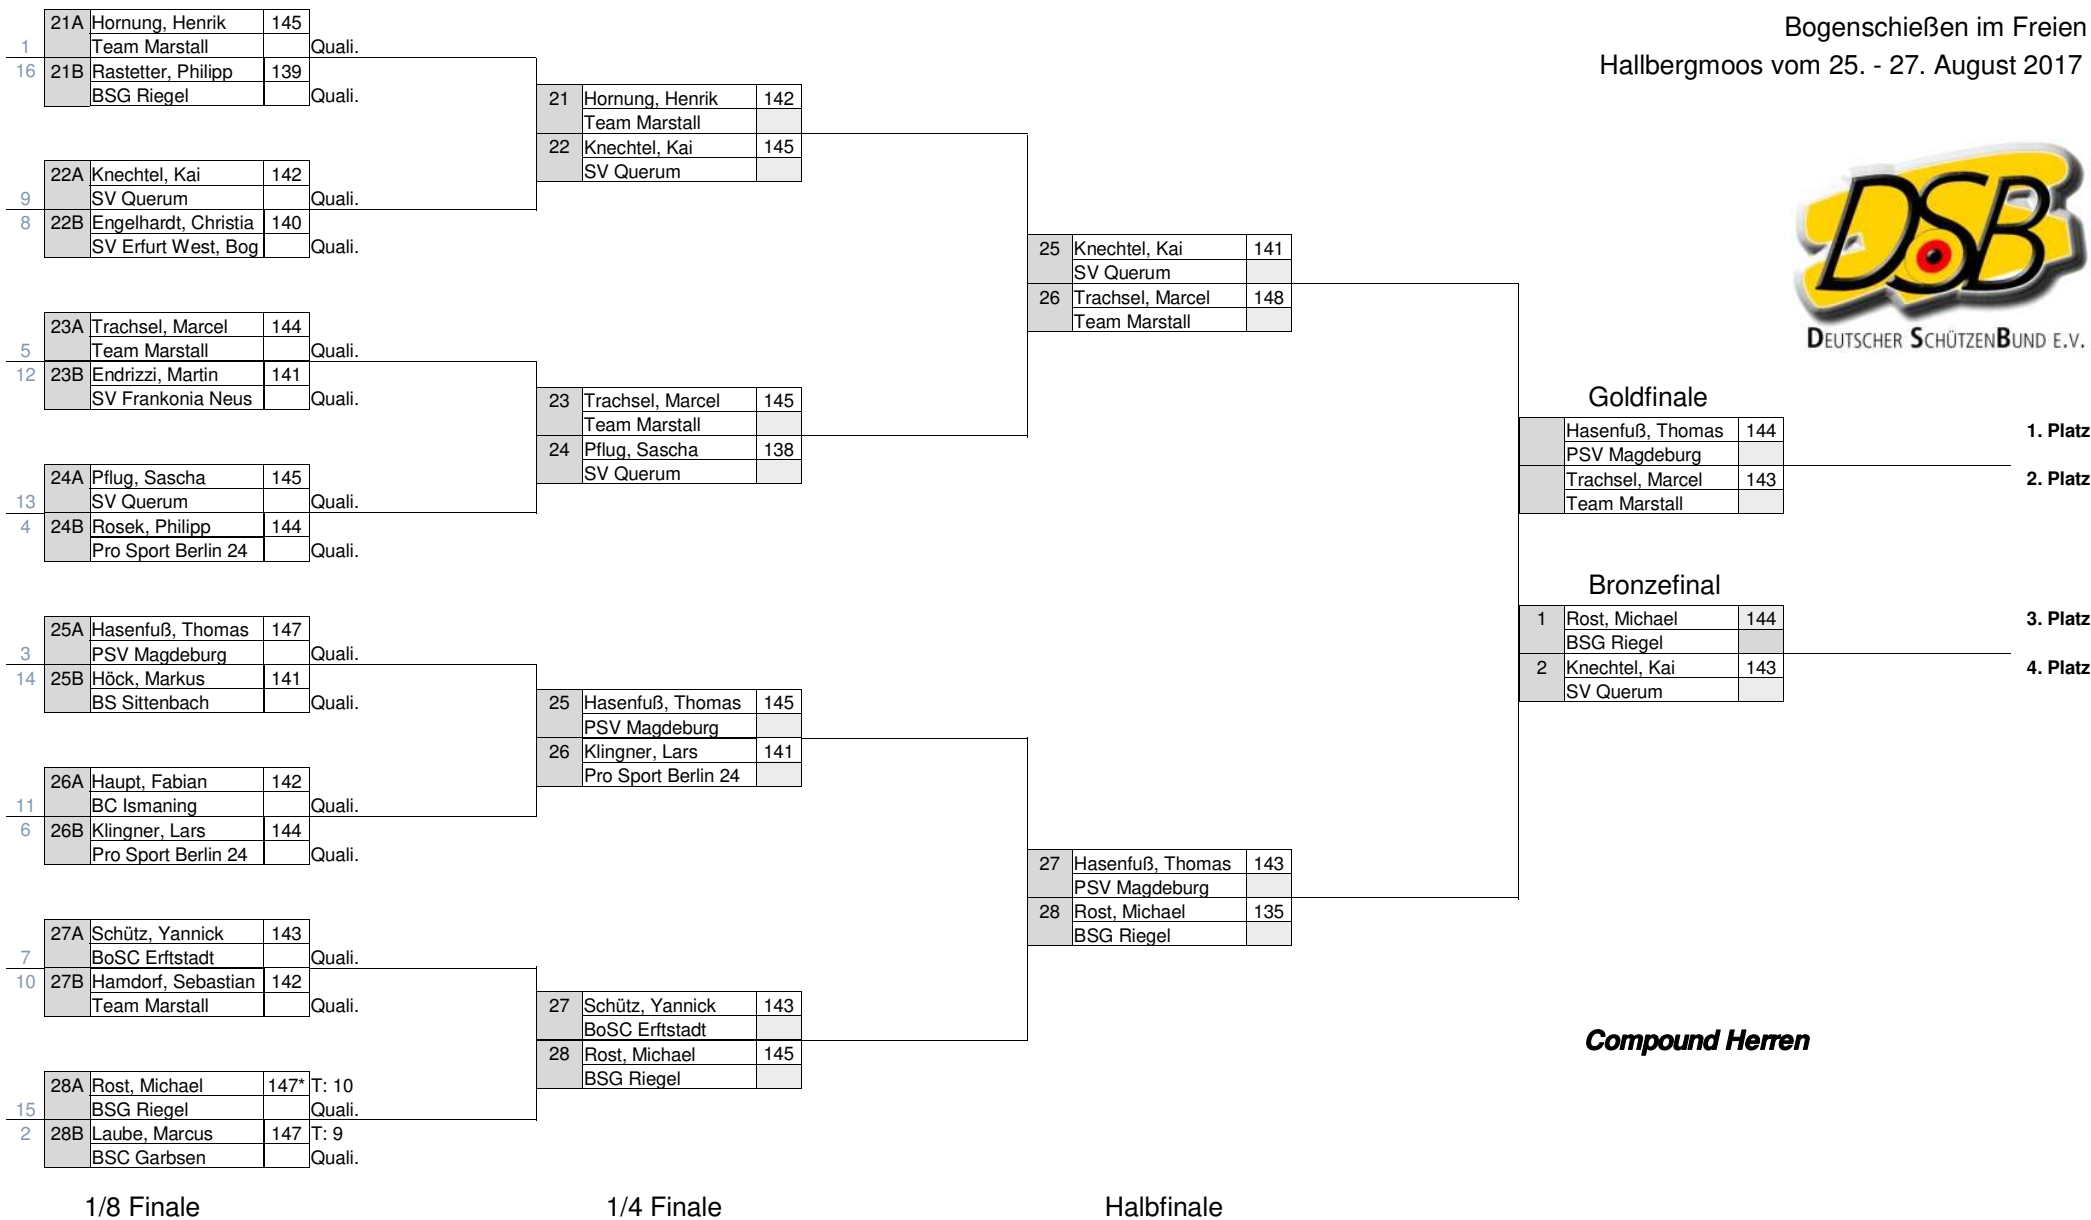 Bogenschießen im Freien
Hallbergmoos vom 25. - 27. August 2017
DSB
DEUTSCHER SCHÜTZENBUND E.V.
21A Hornung, Henrik 145
1 Team Marstall Quali.
16 21B Rastetter, Philipp 139
BSG Riegel Quali.
22A Knechtel, Kai 142
9 SV Querum Quali.
8 22B Engelhardt, Christia 140
SV Erfurt West, Bog Quali.
23A Trachsel, Marcel 144
5 Team Marstall Quali.
12 23B Endrizzi, Martin 141
SV Frankonia Neus Quali.
24A Pflug, Sascha 145
13 SV Querum Quali.
4 24B Rosek, Philipp 144
Pro Sport Berlin 24 Quali.
25A Hasenfuß, Thomas 147
3 PSV Magdeburg Quali.
14 25B Höck, Markus 141
BS Sittenbach Quali.
26A Haupt, Fabian 142
11 BC Ismaning Quali.
6 26B Klingner, Lars 144
Pro Sport Berlin 24 Quali.
27A Schütz, Yannick 143
7 BoSC Erftstadt Quali.
10 27B Hamdorf, Sebastian 142
Team Marstall Quali.
28A Rost, Michael 147* T: 10
15 BSG Riegel Quali.
2 28B Laube, Marcus 147 T: 9
BSC Garbsen Quali.
1/8 Finale
21 Hornung, Henrik 142
Team Marstall
22 Knechtel, Kai 145
SV Querum
23 Trachsel, Marcel 145
Team Marstall
24 Pflug, Sascha 138
SV Querum
25 Hasenfuß, Thomas 145
PSV Magdeburg
26 Klingner, Lars 141
Pro Sport Berlin 24
27 Schütz, Yannick 143
BoSC Erftstadt
28 Rost, Michael 145
BSG Riegel
1/4 Finale
25 Knechtel, Kai 141
SV Querum
26 Trachsel, Marcel 148
Team Marstall
27 Hasenfuß, Thomas 143
PSV Magdeburg
28 Rost, Michael 135
BSG Riegel
Halbfinale
Goldfinale
Hasenfuß, Thomas 144 1. Platz
PSV Magdeburg
Trachsel, Marcel 143 2. Platz
Team Marstall
Bronzefinal
1 Rost, Michael 144 3. Platz
BSG Riegel
2 Knechtel, Kai 143 4. Platz
SV Querum
Compound Herren